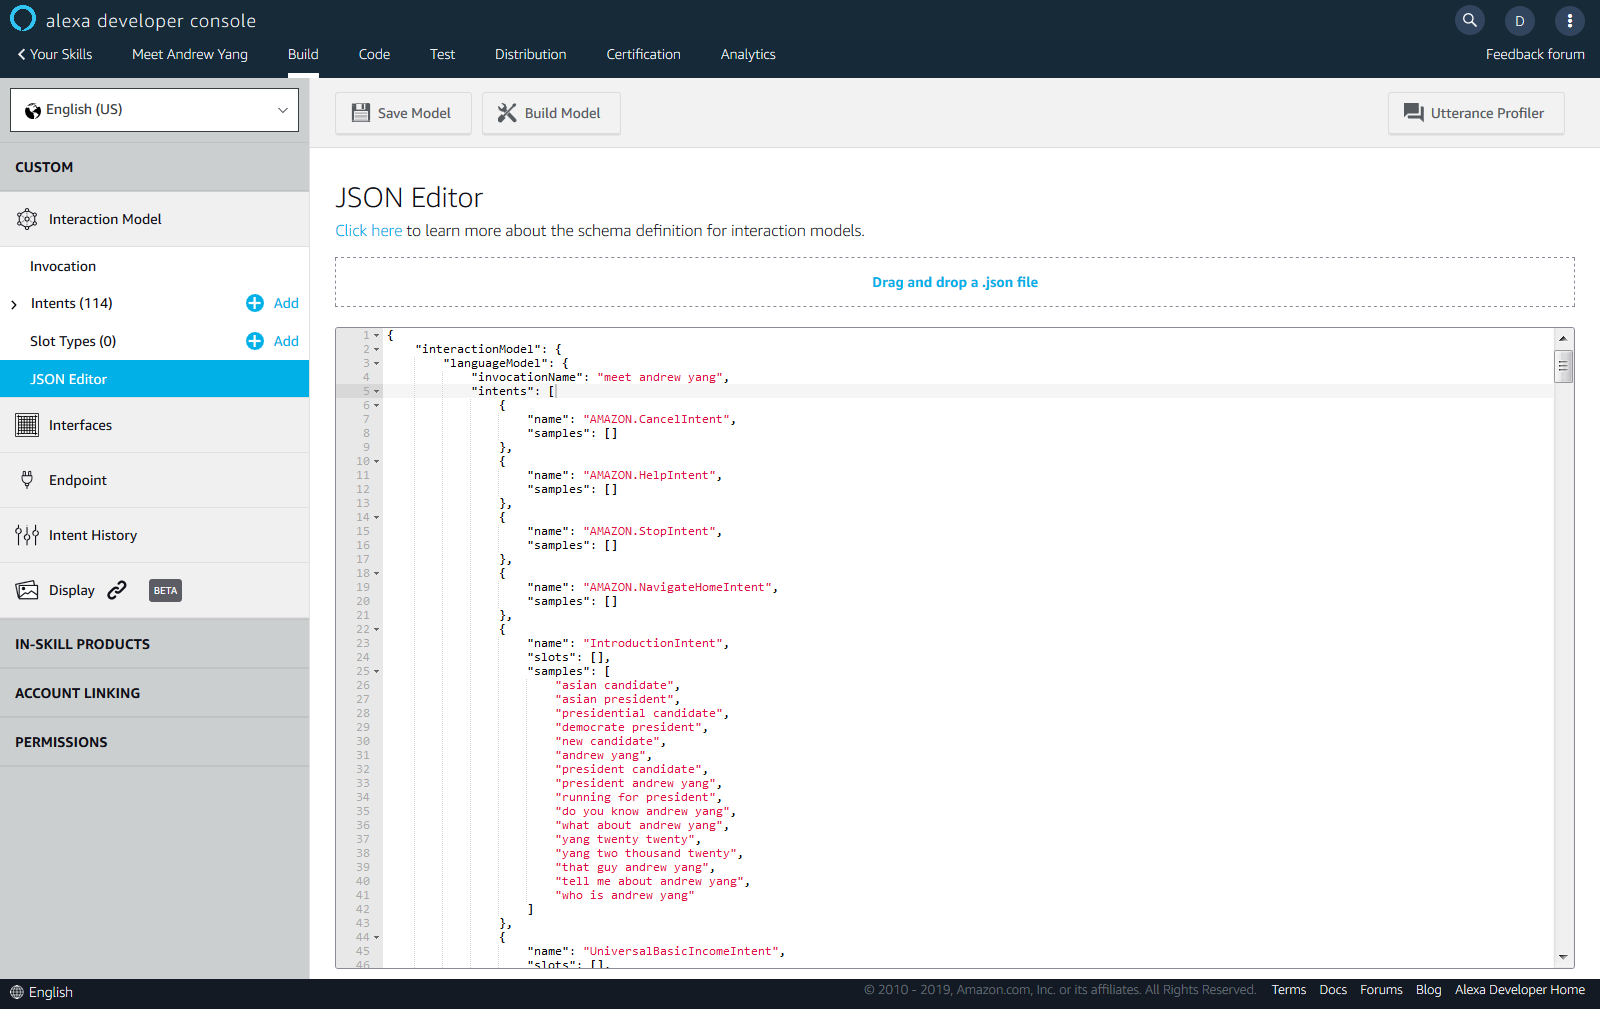 alexa developer console
D
Your Skills
Meet Andrew Yang
Build
Code
Test
Distribution
Certification
Analytics
Feedback forum
English (US)
Save Model
Build Model
Utterance Profiler
CUSTOM
Interaction Model
Invocation
Intents (114)
Add
Slot Types (0)
Add
JSON Editor
Interfaces
Endpoint
Intent History
Display
BETA
IN-SKILL PRODUCTS
ACCOUNT LINKING
PERMISSIONS
JSON Editor
Click here to learn more about the schema definition for interaction models.
Drag and drop a .json file
1 {
2 "interactionModel": {
3 "languageModel": {
4 "invocationName": "meet andrew yang",
5 "intents": [
6 {
7 "name": "AMAZON.CancelIntent",
8 "samples": []
9 },
10 {
11 "name": "AMAZON.HelpIntent",
12 "samples": []
13 },
14 {
15 "name": "AMAZON.StopIntent",
16 "samples": []
17 },
18 {
19 "name": "AMAZON.NavigateHomeIntent",
20 "samples": []
21 },
22 {
23 "name": "IntroductionIntent",
24 "slots": [],
25 "samples": [
26 "asian candidate",
27 "asian president",
28 "presidential candidate",
29 "democrate president",
30 "new candidate",
31 "andrew yang",
32 "president candidate",
33 "president andrew yang",
34 "running for president",
35 "do you know andrew yang",
36 "what about andrew yang",
37 "yang twenty twenty",
38 "yang two thousand twenty",
39 "that guy andrew yang",
40 "tell me about andrew yang",
41 "who is andrew yang"
42 ]
43 },
44 {
45 "name": "UniversalBasicIncomeIntent",
46 "slots": [],
English
© 2010 - 2019, Amazon.com, Inc. or its affiliates. All Rights Reserved.
Terms
Docs
Forums
Blog
Alexa Developer Home